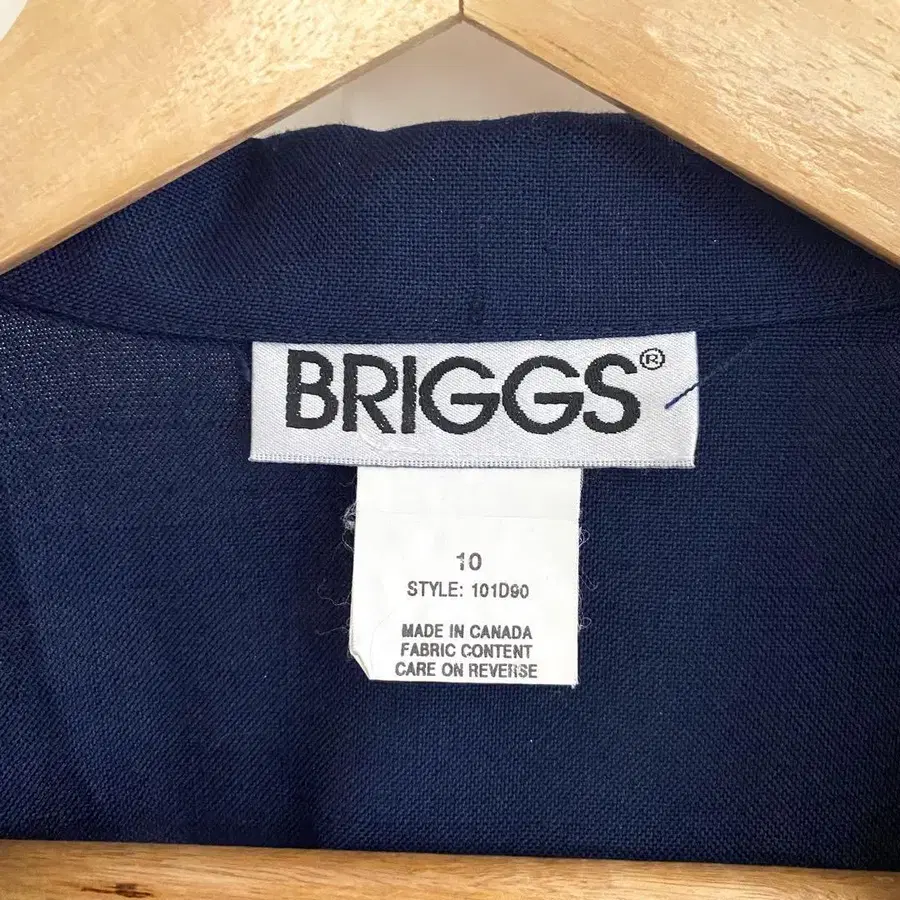 BRIGGS®
10
STYLE: 101D90
MADE IN CANADA
FABRIC CONTENT
CARE ON REVERSE